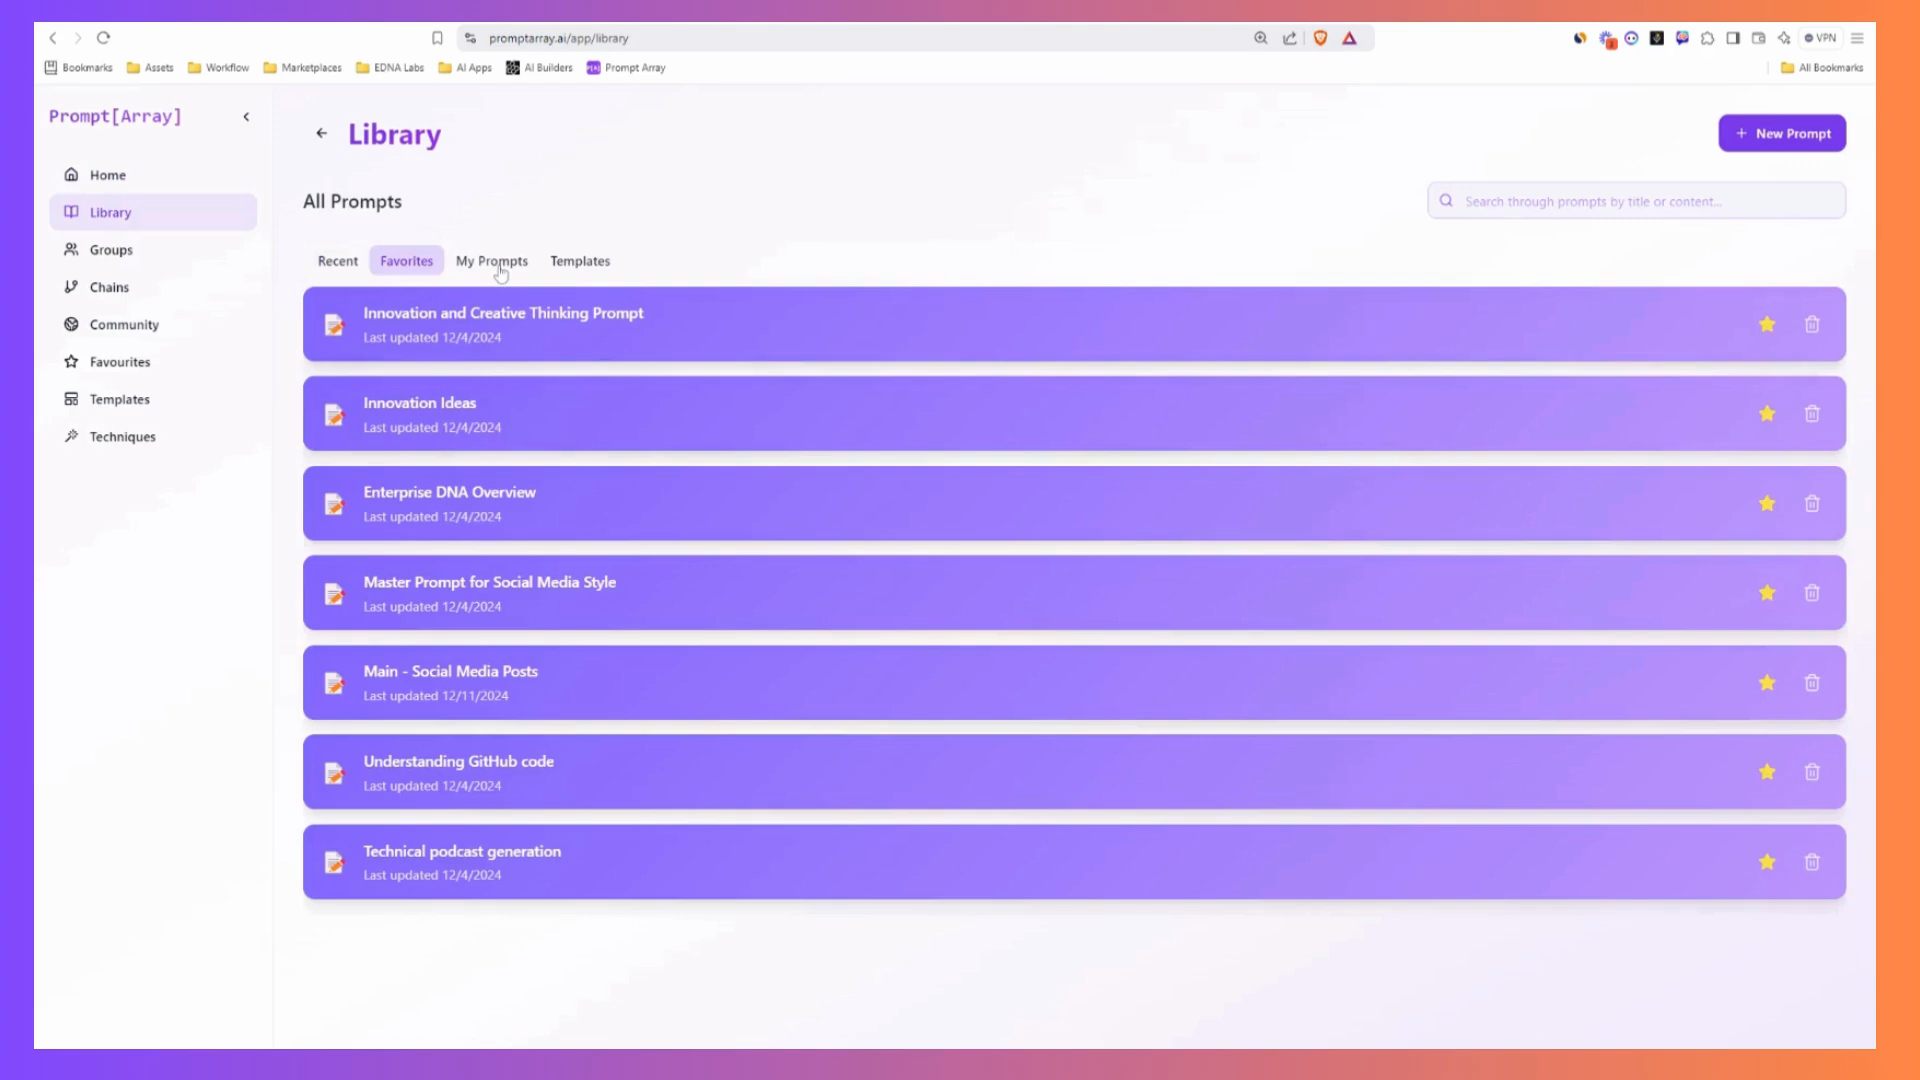 promptarray.ai/app/library
VPN
Bookmarks Assets Workflow Marketplaces EDNA Labs AI Apps AI Builders Prompt Array All Bookmarks
Prompt[Array]
Home
Library
Groups
Chains
Community
Favourites
Templates
Techniques
Library
+ New Prompt
All Prompts
Search through prompts by title or content...
Recent Favorites My Prompts Templates
Innovation and Creative Thinking Prompt
Last updated 12/4/2024
Innovation Ideas
Last updated 12/4/2024
Enterprise DNA Overview
Last updated 12/4/2024
Master Prompt for Social Media Style
Last updated 12/4/2024
Main - Social Media Posts
Last updated 12/11/2024
Understanding GitHub code
Last updated 12/4/2024
Technical podcast generation
Last updated 12/4/2024